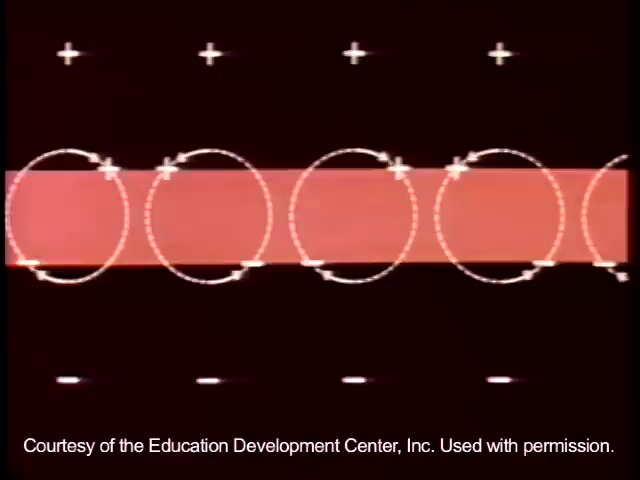 + + + +
+ + + +
- - - - -
- - - -
Courtesy of the Education Development Center, Inc. Used with permission.